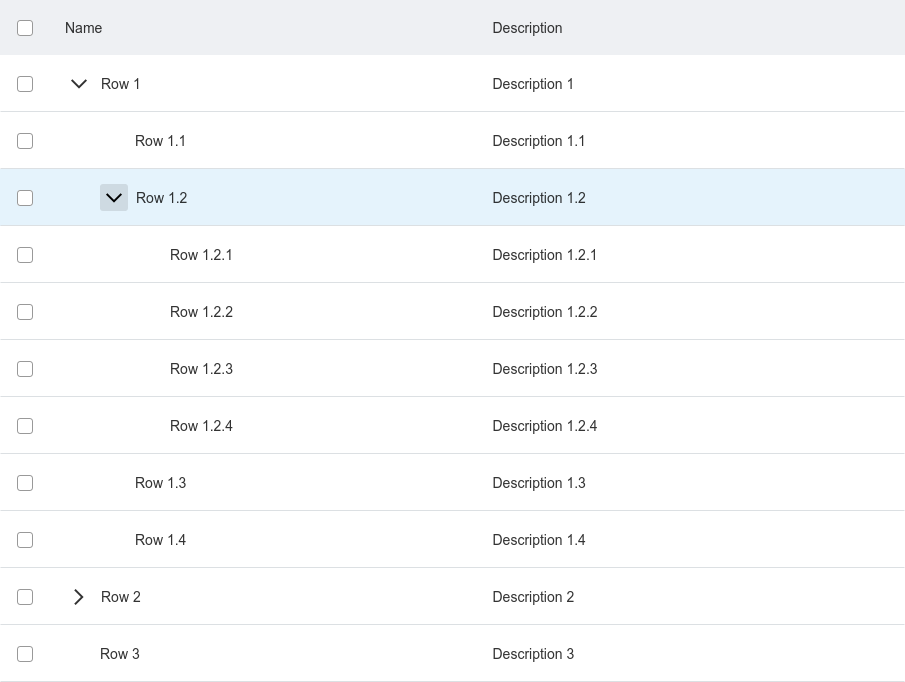 Name Description
Row 1 Description 1
Row 1.1 Description 1.1
Row 1.2 Description 1.2
Row 1.2.1 Description 1.2.1
Row 1.2.2 Description 1.2.2
Row 1.2.3 Description 1.2.3
Row 1.2.4 Description 1.2.4
Row 1.3 Description 1.3
Row 1.4 Description 1.4
Row 2 Description 2
Row 3 Description 3